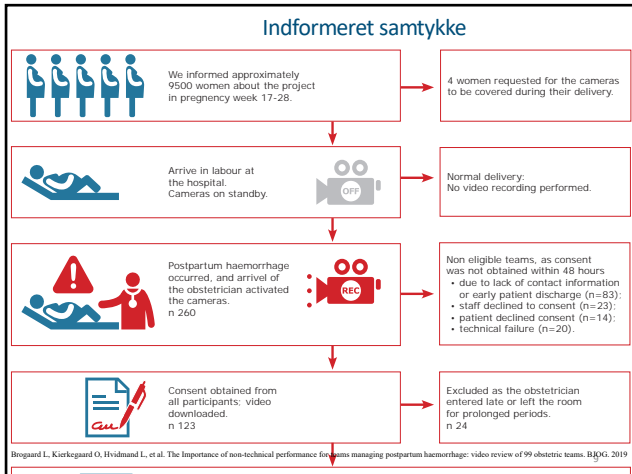 Indformeret samtykke
We informed approximately
9500 women about the project
in pregnency week 17-28.
4 women requested for the cameras
to be covered during their delivery.
Arrive in labour at
the hospital.
Cameras on standby.
OFF
Normal delivery:
No video recording performed.
Postpartum haemorrhage
occurred, and arrivel of
the obstetrician activated
the cameras.
n 260
REC
Non eligible teams, as consent
was not obtained within 48 hours
• due to lack of contact information
or early patient discharge (n=83);
• staff declined to consent (n=23);
• patient declined consent (n=14);
• technical failure (n=20).
Consent obtained from
all participants; video
downloaded.
n 123
Excluded as the obstetrician
entered late or left the room
for prolonged periods.
n 24
Brogaard L, Kierkegaard O, Hvidmand L, et al. The Importance of non-technical performance for teams managing postpartum haemorrhage: video review of 99 obstetric teams. BJOG. 2019